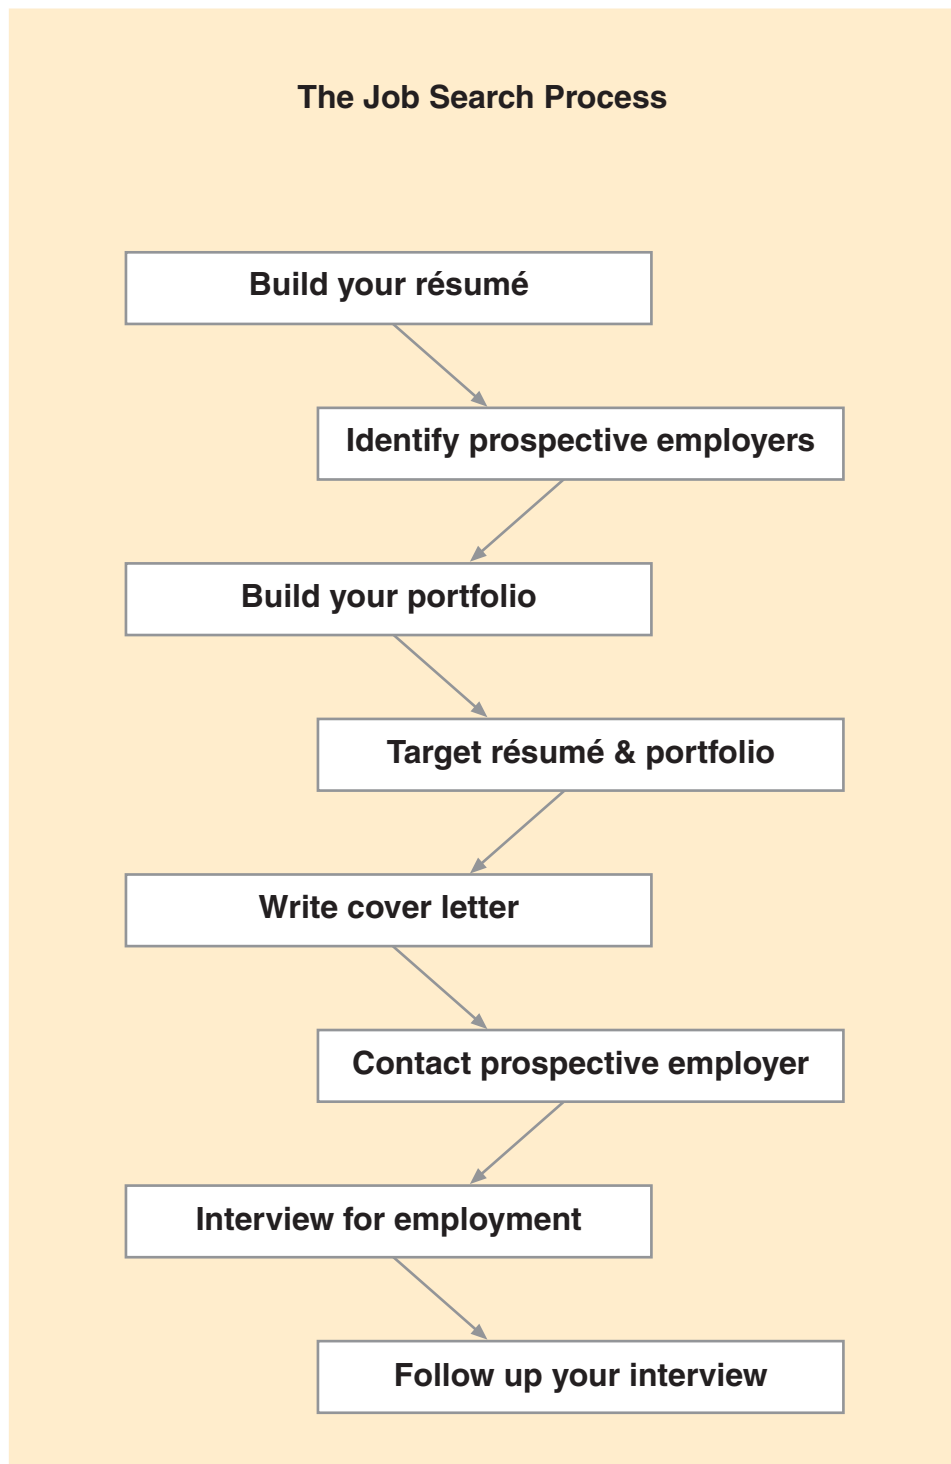 The Job Search Process
Build your résumé
Identify prospective employers
Build your portfolio
Target résumé & portfolio
Write cover letter
Contact prospective employer
Interview for employment
Follow up your interview